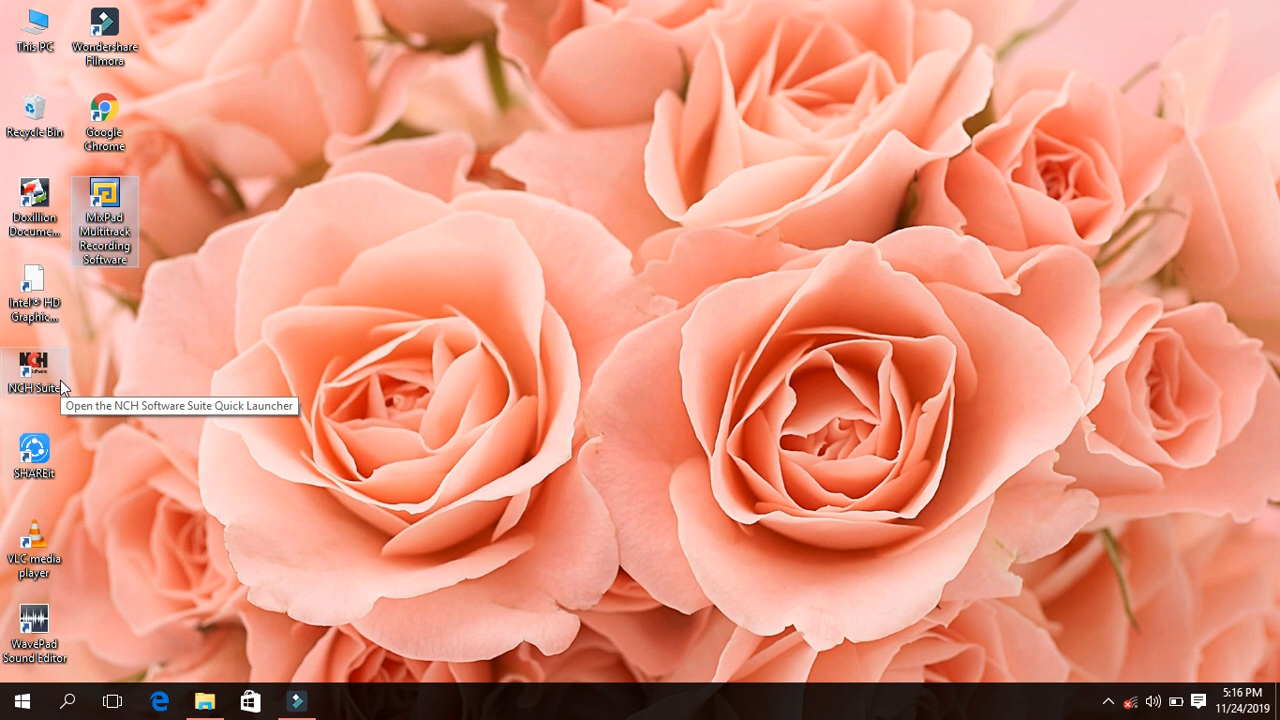 This PC
Wondershare
Filmora
Recycle Bin
Google
Chrome
Doxillion
Docume...
MixPad
Multitrack
Recording
Software
Intel® HD
Graphic...
NCH
NCH Suite
Open the NCH Software Suite Quick Launcher
SHAREit
VLC media
player
WavePad
Sound Editor
5:16 PM
11/24/2019